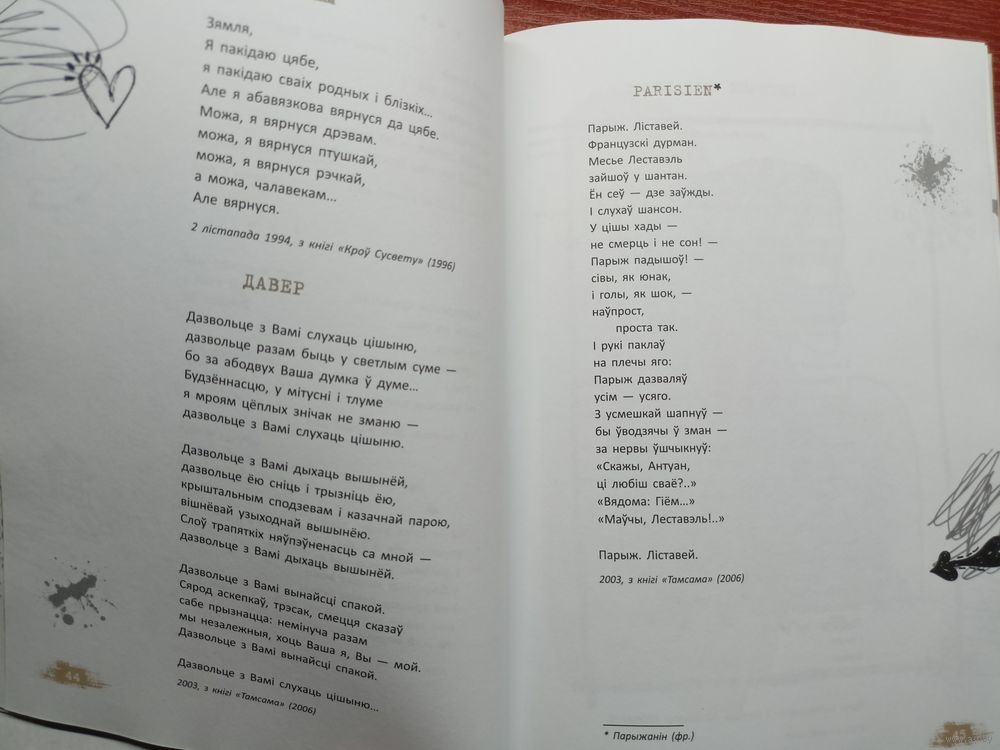 Зямля,
Я пакідаю цябе,
я пакідаю сваіх родных і блізкіх...
Але я абавязкова вярнуся да цябе.
Можа, я вярнуся дрэвам.
можа, я вярнуся птушкай,
можа, я вярнуся рэчкай,
а можа, чалавекам...
Але вярнуся.
2 лістапада 1994, з кнігі «Кроў Сусвету» (1996)
ДАВЕР
Дазвольце з Вамі слухаць цішыню,
дазвольце разам быць у светлым суме —
бо за абодвух Ваша думка ў думе...
Будзённасцю, у мітусні і тлуме
я мроям цёплых знічак не зманю —
дазвольце з Вамі слухаць цішыню.
Дазвольце з Вамі дыхаць вышынёй,
дазвольце ёю сніць і трызніць ёю,
крыштальным сподзевам і казачнай парою,
вішнёвай узыходнай вышынёю.
Слоў трапяткіх няўпэўненасць са мной —
дазвольце з Вамі дыхаць вышынёй.
Дазвольце з Вамі вынайсці спакой.
Сярод аскепкаў, трэсак, смецця сказаў
сабе прызнацца: немінуча разам
мы незалежныя, хоць Ваша я, Вы — мой.
Дазвольце з Вамі вынайсці спакой.
Дазвольце з Вамі слухаць цішыню...
2003, з кнігі «Тамсама» (2006)
44
PARISIEN*
Парыж. Ліставей.
Французскі дурман.
Месье Леставэль
зайшоў у шантан.
Ён сеў — дзе заўжды.
І слухаў шансон.
У цішы хады —
не смерць і не сон! —
Парыж падышоў! —
сівы, як юнак,
і голы, як шок, —
наўпрост,
проста так.
І рукі паклаў
на плечы яго:
Парыж дазваляў
усім — усяго.
З усмешкай шапнуў —
бы ўводзячы ў зман —
за нервы ўшчыкнуў:
«Скажы, Антуан,
ці любіш сваё?..»
«Вядома: Гіём...»
«Маўчы, Леставэль!..»
Парыж. Ліставей.
2003, з кнігі «Тамсама» (2006)
* Парыжанін (фр.)
45